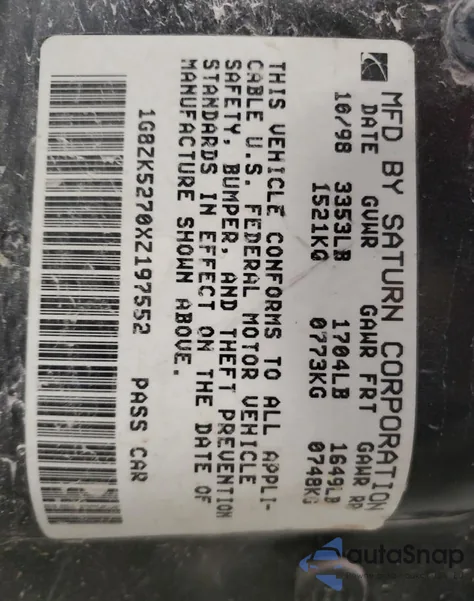 MFD BY SATURN CORPORATION
DATE GVWR GAWR FRT GAWR RR
10/98 3353LB 1704LB 1649LB
1521KG 0773KG 0748KG
THIS VEHICLE CONFORMS TO ALL APPLI-
CABLE U.S. FEDERAL MOTOR VEHICLE
SAFETY, BUMPER, AND THEFT PREVENTION
STANDARDS IN EFFECT ON THE DATE OF
MANUFACTURE SHOWN ABOVE.
1G8ZK5270XZ197552 PASS CAR
autaSnap